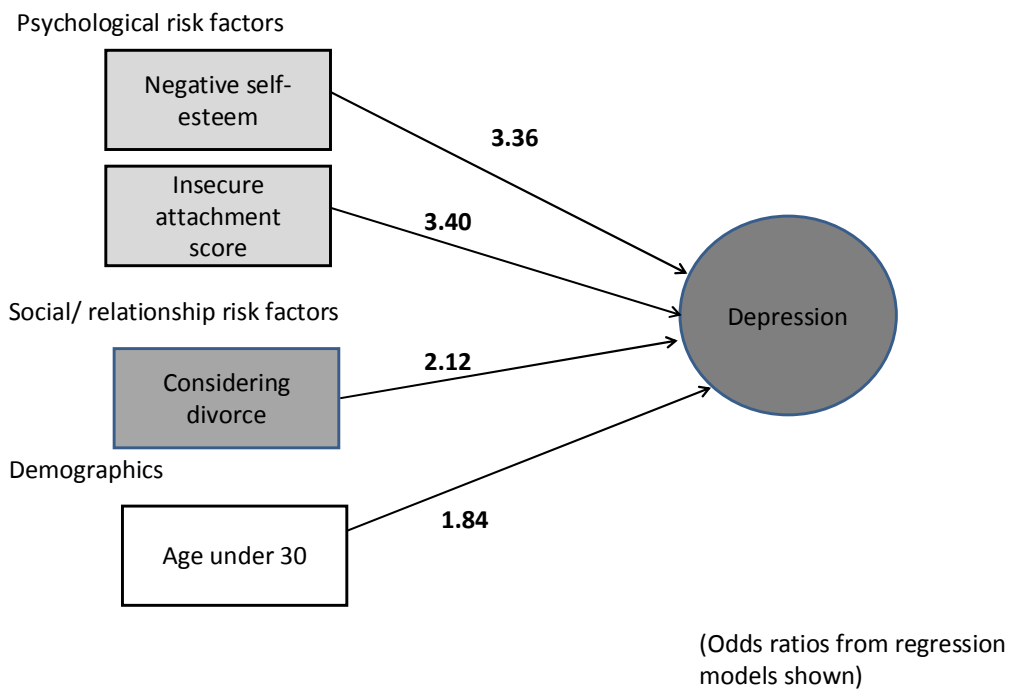 Psychological risk factors
Negative self-
esteem
3.36
Insecure
attachment
score
3.40
Depression
Social/ relationship risk factors
Considering
divorce
2.12
Demographics
Age under 30
1.84
(Odds ratios from regression
models shown)